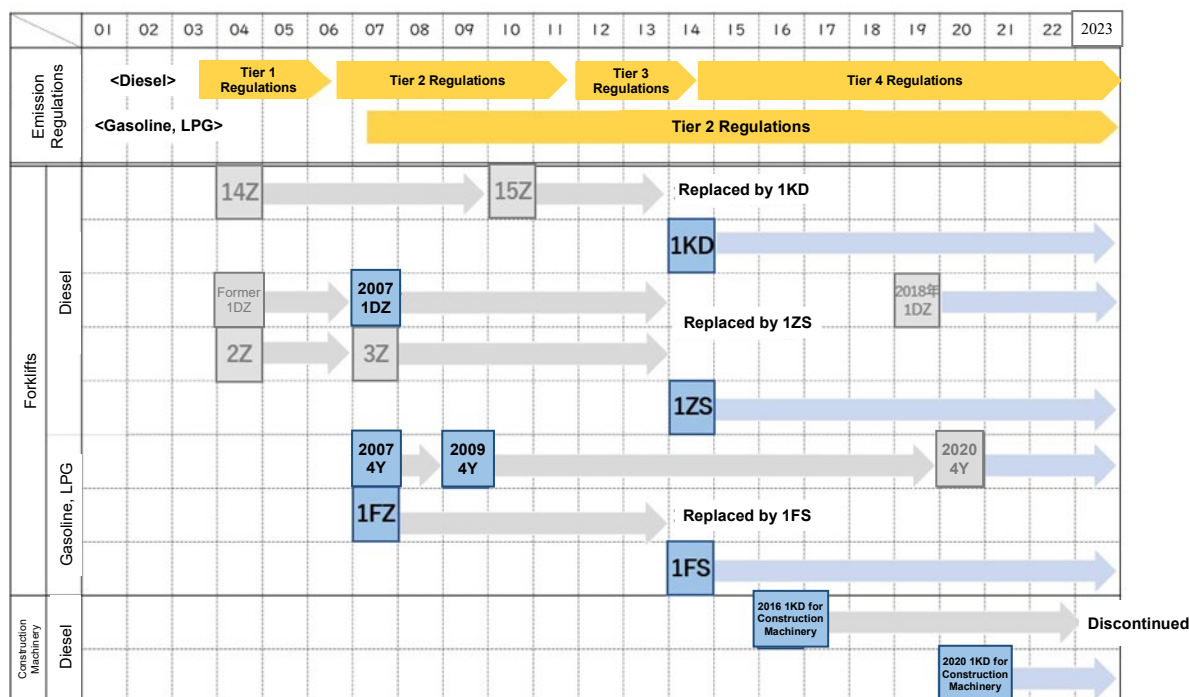 01 02 03 04 05 06 07 08 09 10 11 12 13 14 15 16 17 18 19 20 21 22 2023
Emission
Regulations
<Diesel>
Tier 1
Regulations
Tier 2 Regulations
Tier 3
Regulations
Tier 4 Regulations
<Gasoline, LPG>
Tier 2 Regulations
Forklifts
Diesel
14Z
15Z
Replaced by 1KD
1KD
Former
1DZ
2007
1DZ
2018年
1DZ
Replaced by 1ZS
2Z
3Z
1ZS
Gasoline, LPG
2007
4Y
2009
4Y
2020
4Y
1FZ
Replaced by 1FS
1FS
Construction
Machinery
Diesel
2016 1KD for
Construction
Machinery
Discontinued
2020 1KD for
Construction
Machinery